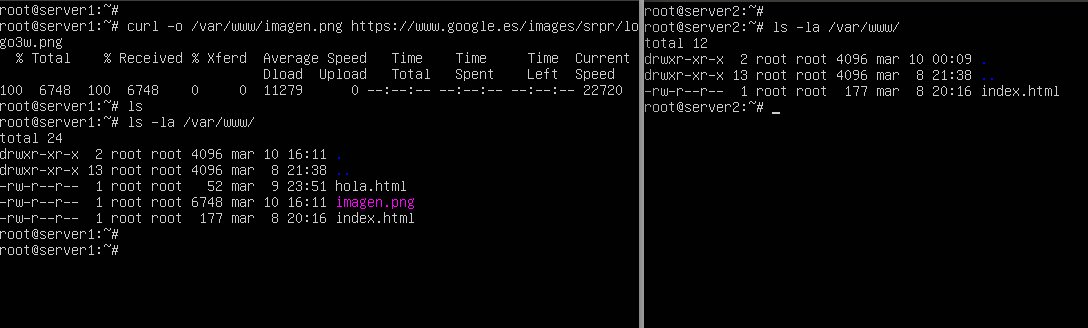 root@server1:~#
root@server1:~# curl -o /var/www/imagen.png https://www.google.es/images/srpr/lo
go3w.png
  % Total    % Received % Xferd  Average Speed   Time    Time     Time  Current
                                 Dload  Upload   Total   Spent    Left  Speed
100  6748  100  6748    0     0  11279      0 --:--:-- --:--:-- --:--:-- 22720
root@server1:~# ls
root@server1:~# ls -la /var/www/
total 24
drwxr-xr-x  2 root root 4096 mar 10 16:11 .
drwxr-xr-x 13 root root 4096 mar  8 21:38 ..
-rw-r--r--  1 root root   52 mar  9 23:51 hola.html
-rw-r--r--  1 root root 6748 mar 10 16:11 imagen.png
-rw-r--r--  1 root root  177 mar  8 20:16 index.html
root@server1:~#
root@server1:~#
root@server2:~#
root@server2:~# ls -la /var/www/
total 12
drwxr-xr-x  2 root root 4096 mar 10 00:09 .
drwxr-xr-x 13 root root 4096 mar  8 21:38 ..
-rw-r--r--  1 root root  177 mar  8 20:16 index.html
root@server2:~# _